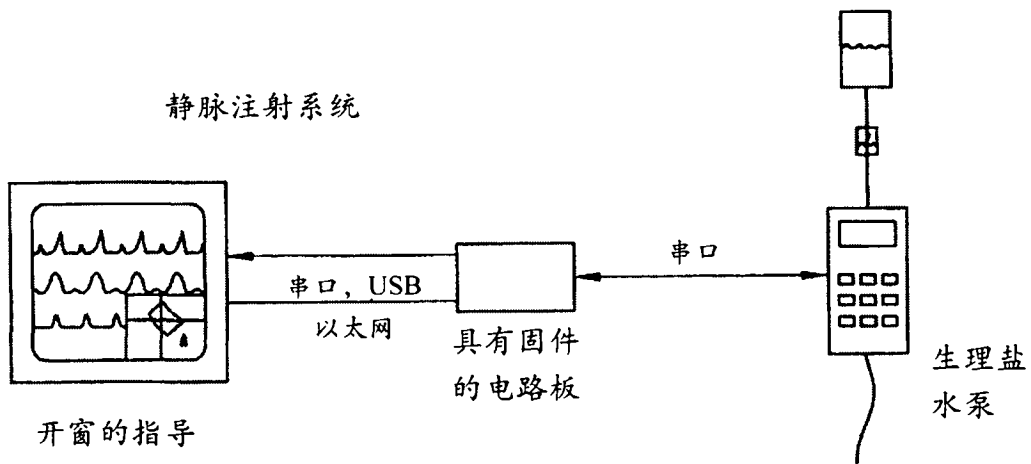 静脉注射系统
串口
串口，USB
以太网
具有固件
的电路板
生理盐
水泵
开窗的指导